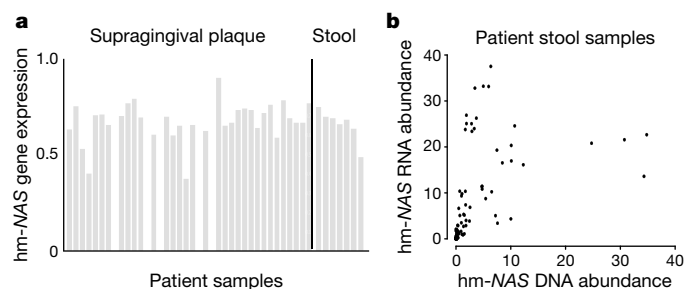 a
Supragingival plaque Stool
hm-NAS gene expression
1.0
0.5
0
Patient samples
b
Patient stool samples
hm-NAS RNA abundance
40
30
20
10
0
0 10 20 30 40
hm-NAS DNA abundance